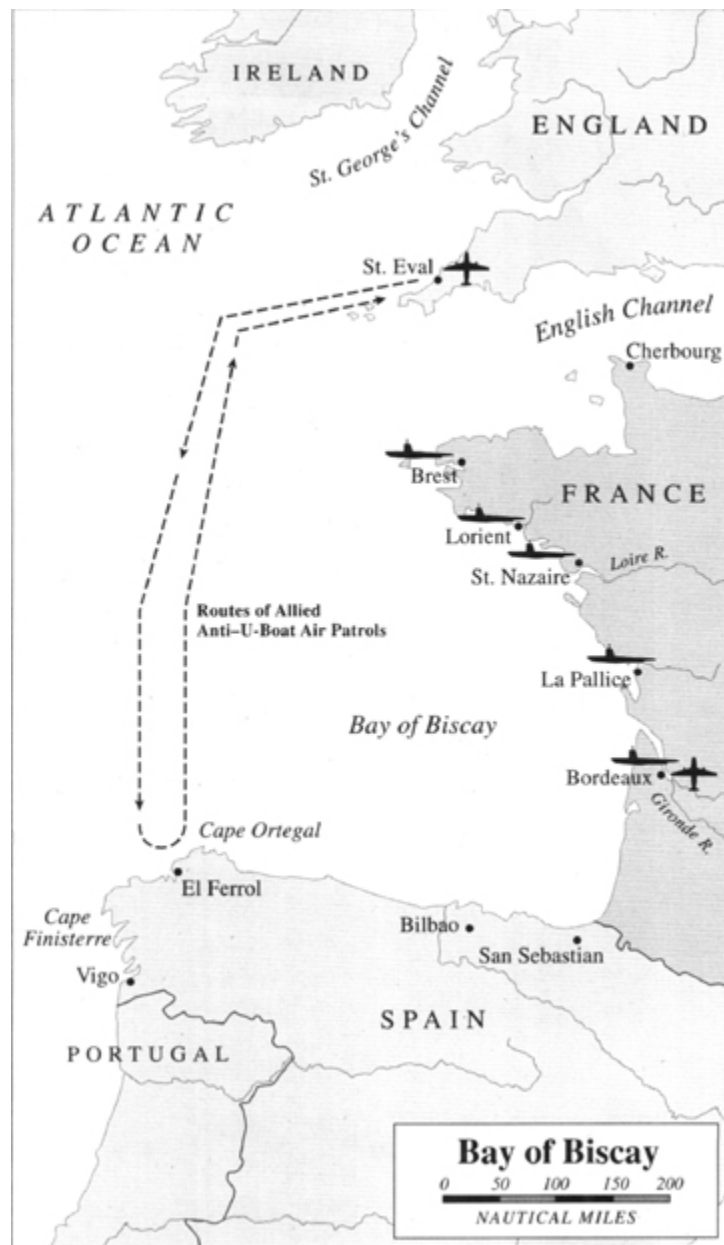 IRELAND
St. George's Channel
ENGLAND
ATLANTIC
OCEAN
St. Eval
English Channel
Cherbourg
Brest
FRANCE
Lorient
Loire R.
St. Nazaire
Routes of Allied
Anti–U-Boat Air Patrols
La Pallice
Bay of Biscay
Bordeaux
Gironde R.
Cape Ortegal
El Ferrol
Cape
Finisterre
Bilbao
San Sebastian
Vigo
SPAIN
PORTUGAL
Bay of Biscay
0 50 100 150 200
NAUTICAL MILES